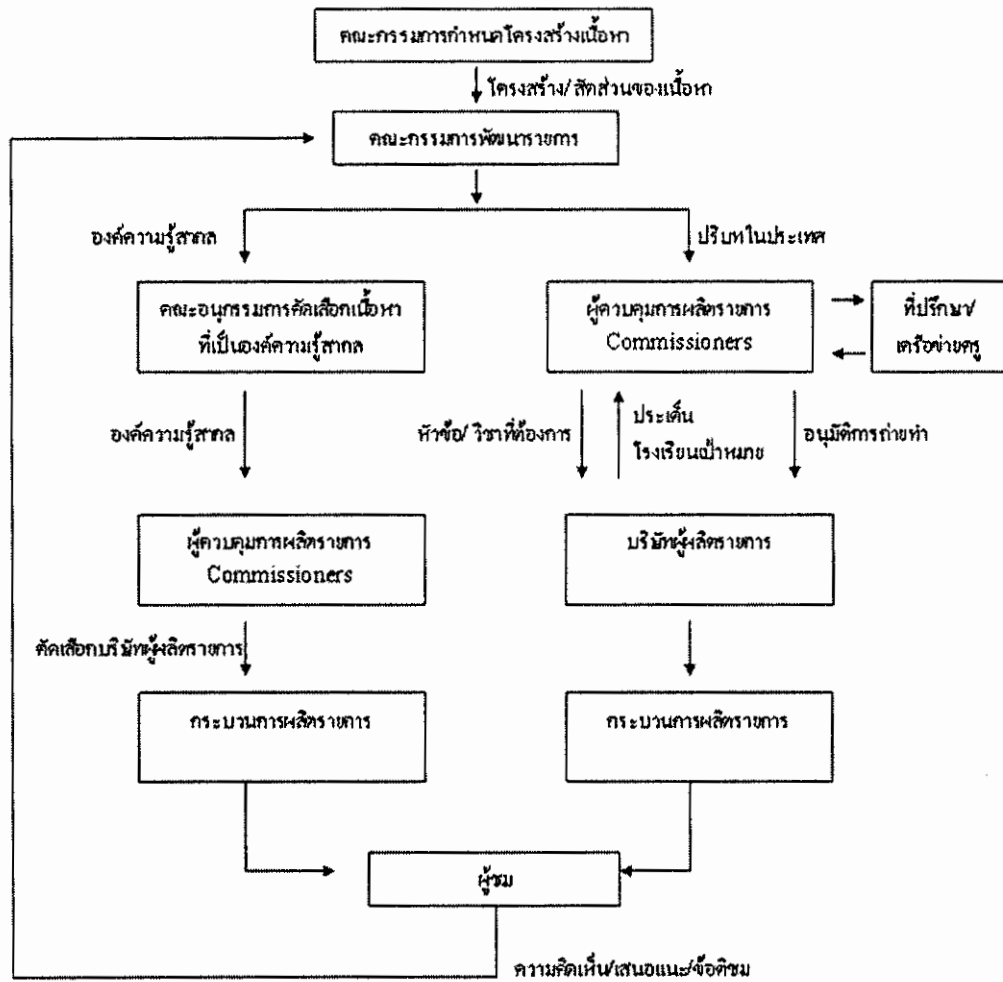 คณะกรรมการกำหนดโครงสร้างเนื้อหา
โครงสร้าง/ สัดส่วนของเนื้อหา
คณะกรรมการพัฒนารายการ
องค์ความรู้สากล
ปริบทในประเทศ
คณะอนุกรรมการคัดเลือกเนื้อหา
ที่เป็นองค์ความรู้สากล
ผู้ควบคุมการผลิตรายการ
Commissioners
ที่ปรึกษา/
เครือข่ายครู
องค์ความรู้สากล
หัวข้อ/ วิชาที่ต้องการ
ประเด็น
โรงเรียนเป้าหมาย
อนุมัติการถ่ายทำ
ผู้ควบคุมการผลิตรายการ
Commissioners
บริษัทผู้ผลิตรายการ
คัดเลือกบริษัทผู้ผลิตรายการ
กระบวนการผลิตรายการ
กระบวนการผลิตรายการ
ผู้ชม
ความคิดเห็น/เสนอแนะ/ข้อติชม